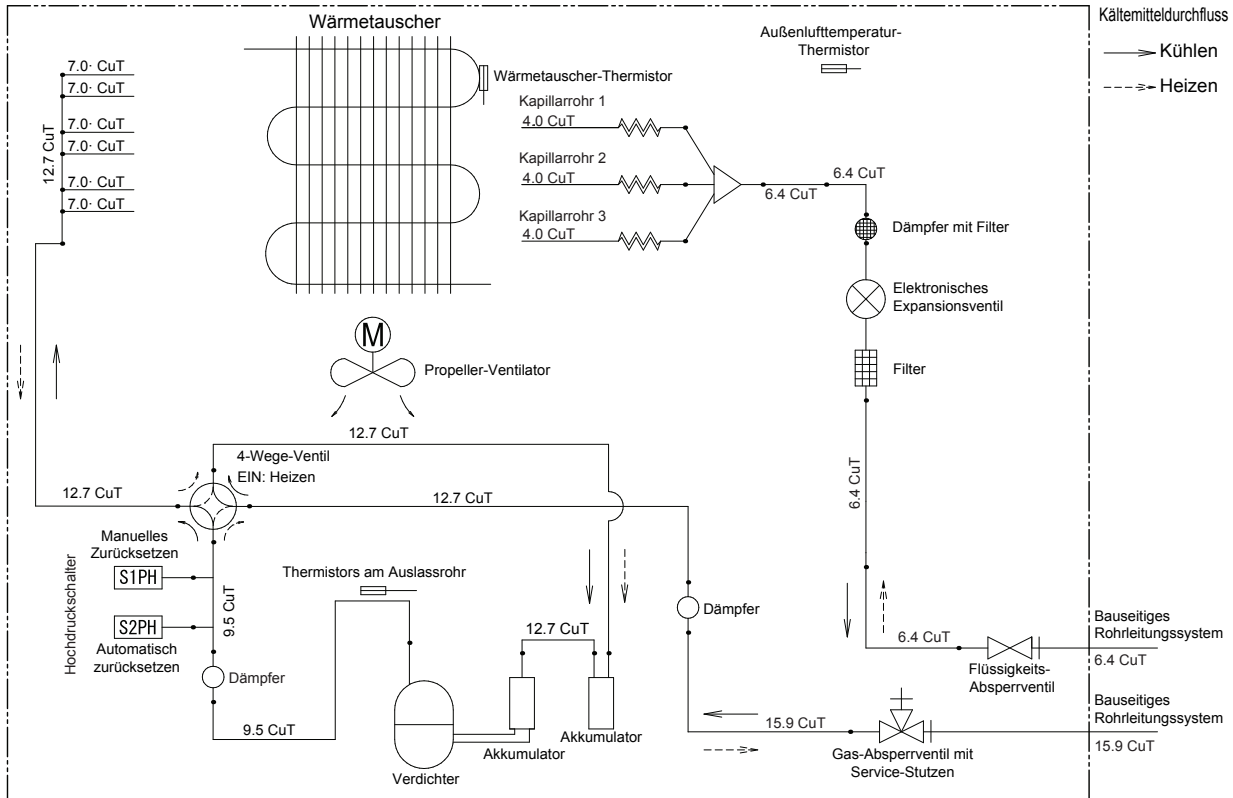 Wärmetauscher
Kältemitteldurchfluss
Kühlen
Heizen
Außenlufttemperatur-
Thermistor
7.0· CuT
7.0· CuT
7.0· CuT
7.0· CuT
7.0· CuT
7.0· CuT
12.7 CuT
Wärmetauscher-Thermistor
Kapillarrohr 1
4.0 CuT
Kapillarrohr 2
4.0 CuT
Kapillarrohr 3
4.0 CuT
6.4 CuT
6.4 CuT
Dämpfer mit Filter
Elektronisches
Expansionsventil
Filter
M
Propeller-Ventilator
12.7 CuT
4-Wege-Ventil
EIN: Heizen
12.7 CuT
12.7 CuT
6.4 CuT
Hochdruckschalter
Manuelles
Zurücksetzen
S1PH
S2PH
Automatisch
zurücksetzen
9.5 CuT
Dämpfer
9.5 CuT
Thermistors am Auslassrohr
Verdichter
12.7 CuT
Akkumulator
Akkumulator
Dämpfer
6.4 CuT
Flüssigkeits-
Absperrventil
Bauseitiges
Rohrleitungssystem
6.4 CuT
15.9 CuT
Gas-Absperrventil mit
Service-Stutzen
Bauseitiges
Rohrleitungssystem
15.9 CuT